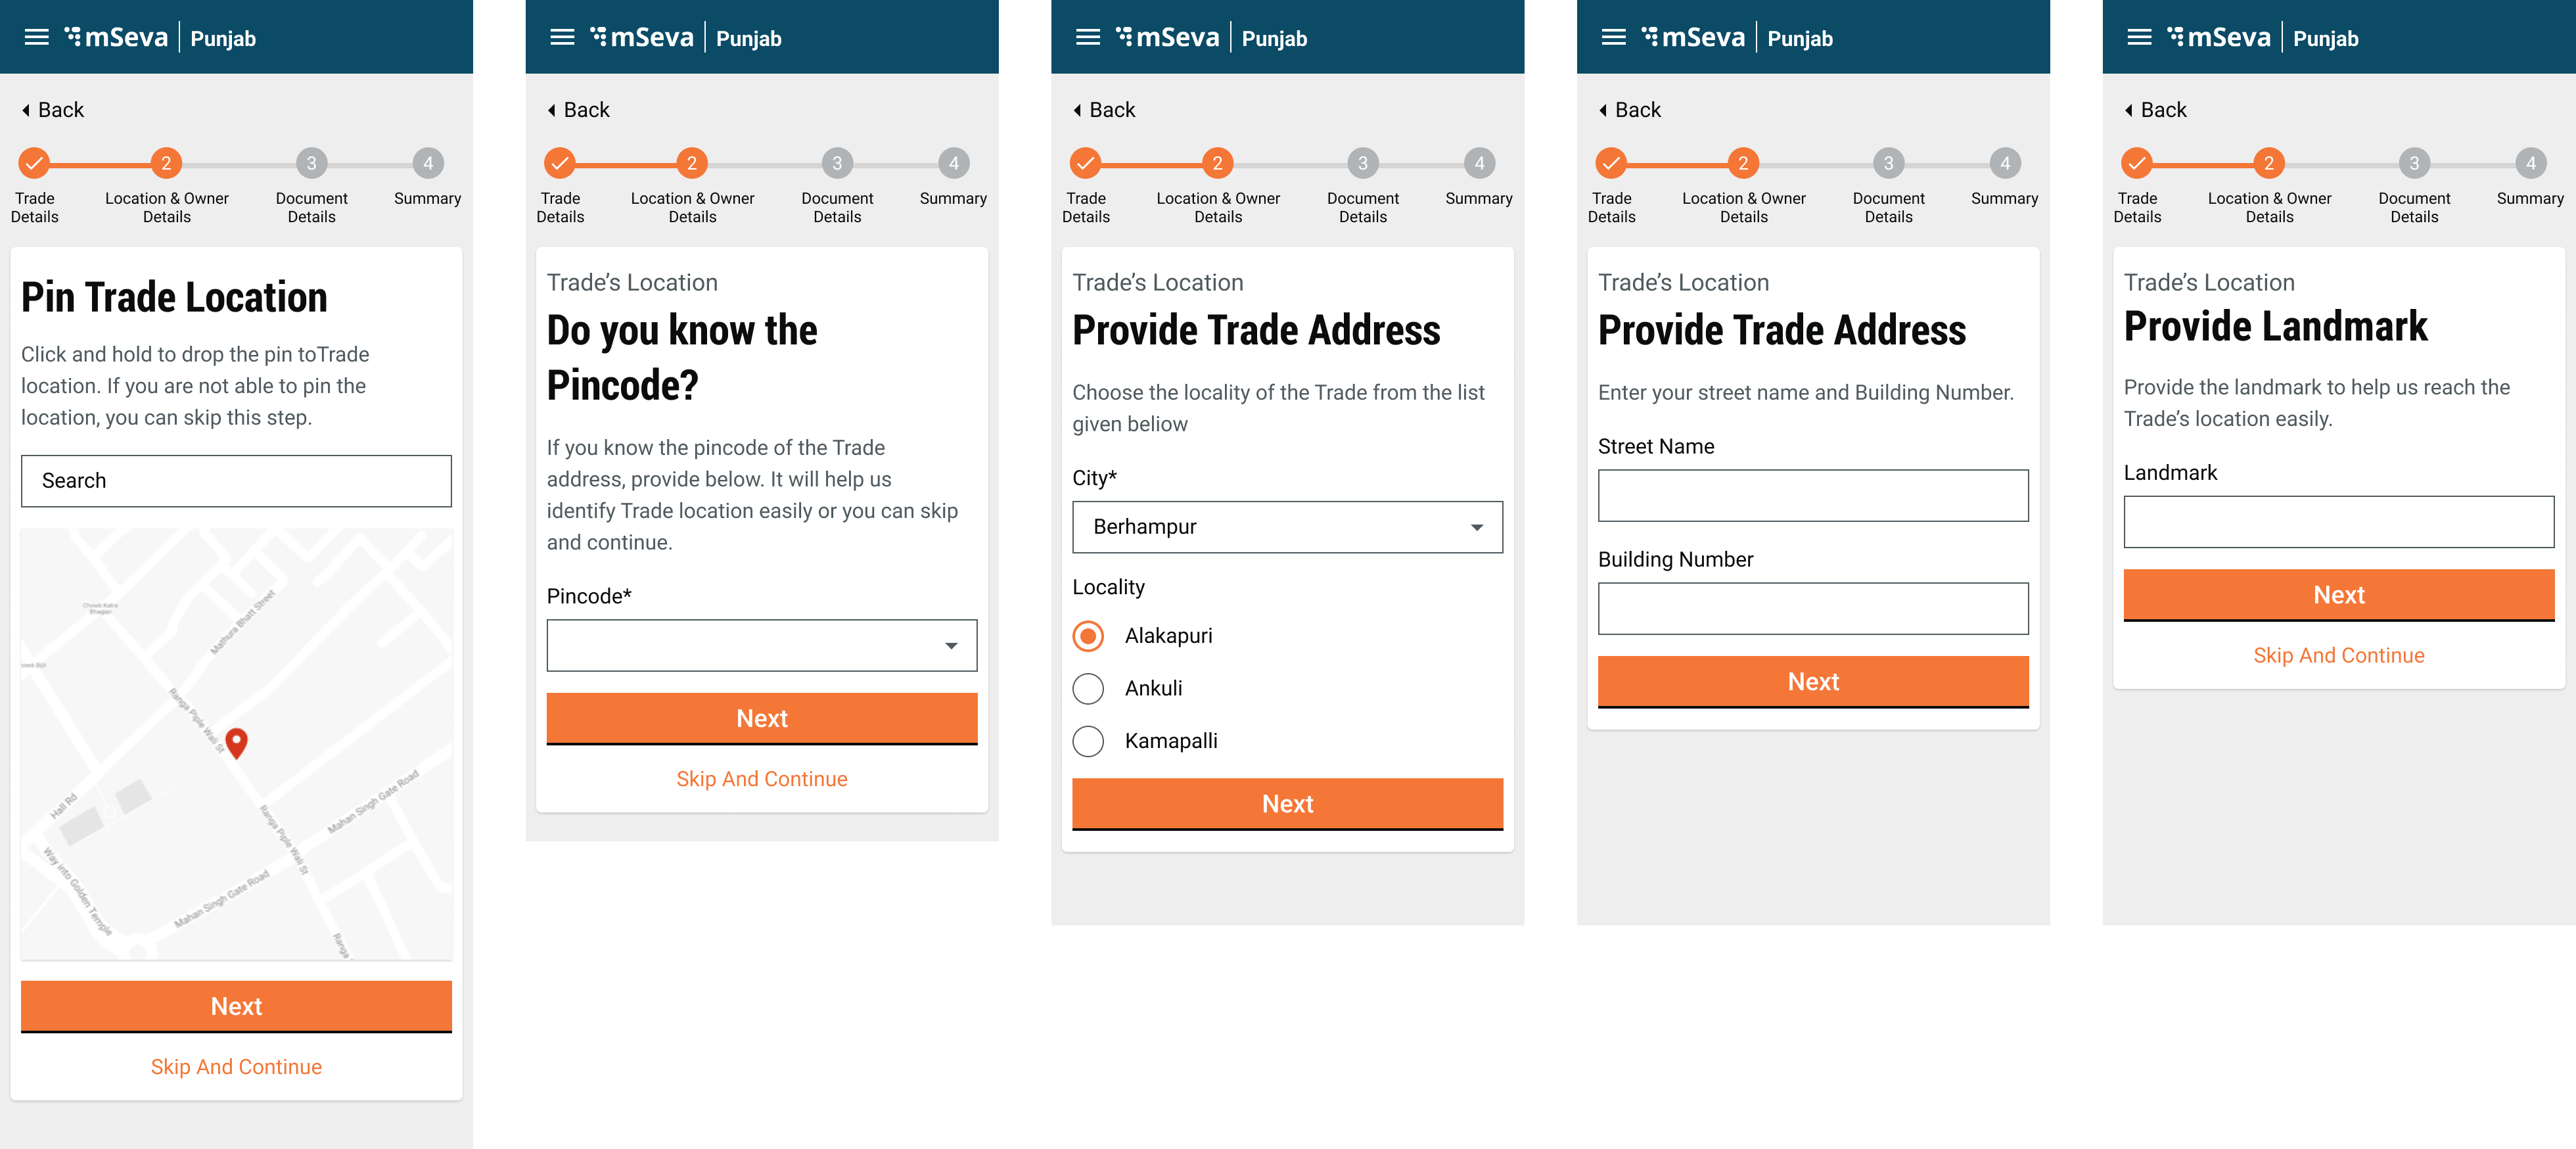 mSeva | Punjab
Back
2
3
4
Trade
Details
Location & Owner
Details
Document
Details
Summary
Pin Trade Location
Click and hold to drop the pin toTrade
location. If you are not able to pin the
location, you can skip this step.
Search
Chowk Katra
Bhagian
Mathura Bhatt Street
owk Bijli
Ranga Piple Wali St
Hall Rd
Mahan Singh Gate Road
Ranga Piple Wali St
Way into Golden Temple
Mahan Singh Gate Road
Ranga
Next
Skip And Continue
mSeva | Punjab
Back
2
3
4
Trade
Details
Location & Owner
Details
Document
Details
Summary
Trade’s Location
Do you know the
Pincode?
If you know the pincode of the Trade
address, provide below. It will help us
identify Trade location easily or you can skip
and continue.
Pincode*
Next
Skip And Continue
mSeva | Punjab
Back
2
3
4
Trade
Details
Location & Owner
Details
Document
Details
Summary
Trade’s Location
Provide Trade Address
Choose the locality of the Trade from the list
given beliow
City*
Berhampur
Locality
Alakapuri
Ankuli
Kamapalli
Next
mSeva | Punjab
Back
2
3
4
Trade
Details
Location & Owner
Details
Document
Details
Summary
Trade’s Location
Provide Trade Address
Enter your street name and Building Number.
Street Name
Building Number
Next
mSeva | Punjab
Back
2
3
4
Trade
Details
Location & Owner
Details
Document
Details
Summary
Trade’s Location
Provide Landmark
Provide the landmark to help us reach the
Trade’s location easily.
Landmark
Next
Skip And Continue